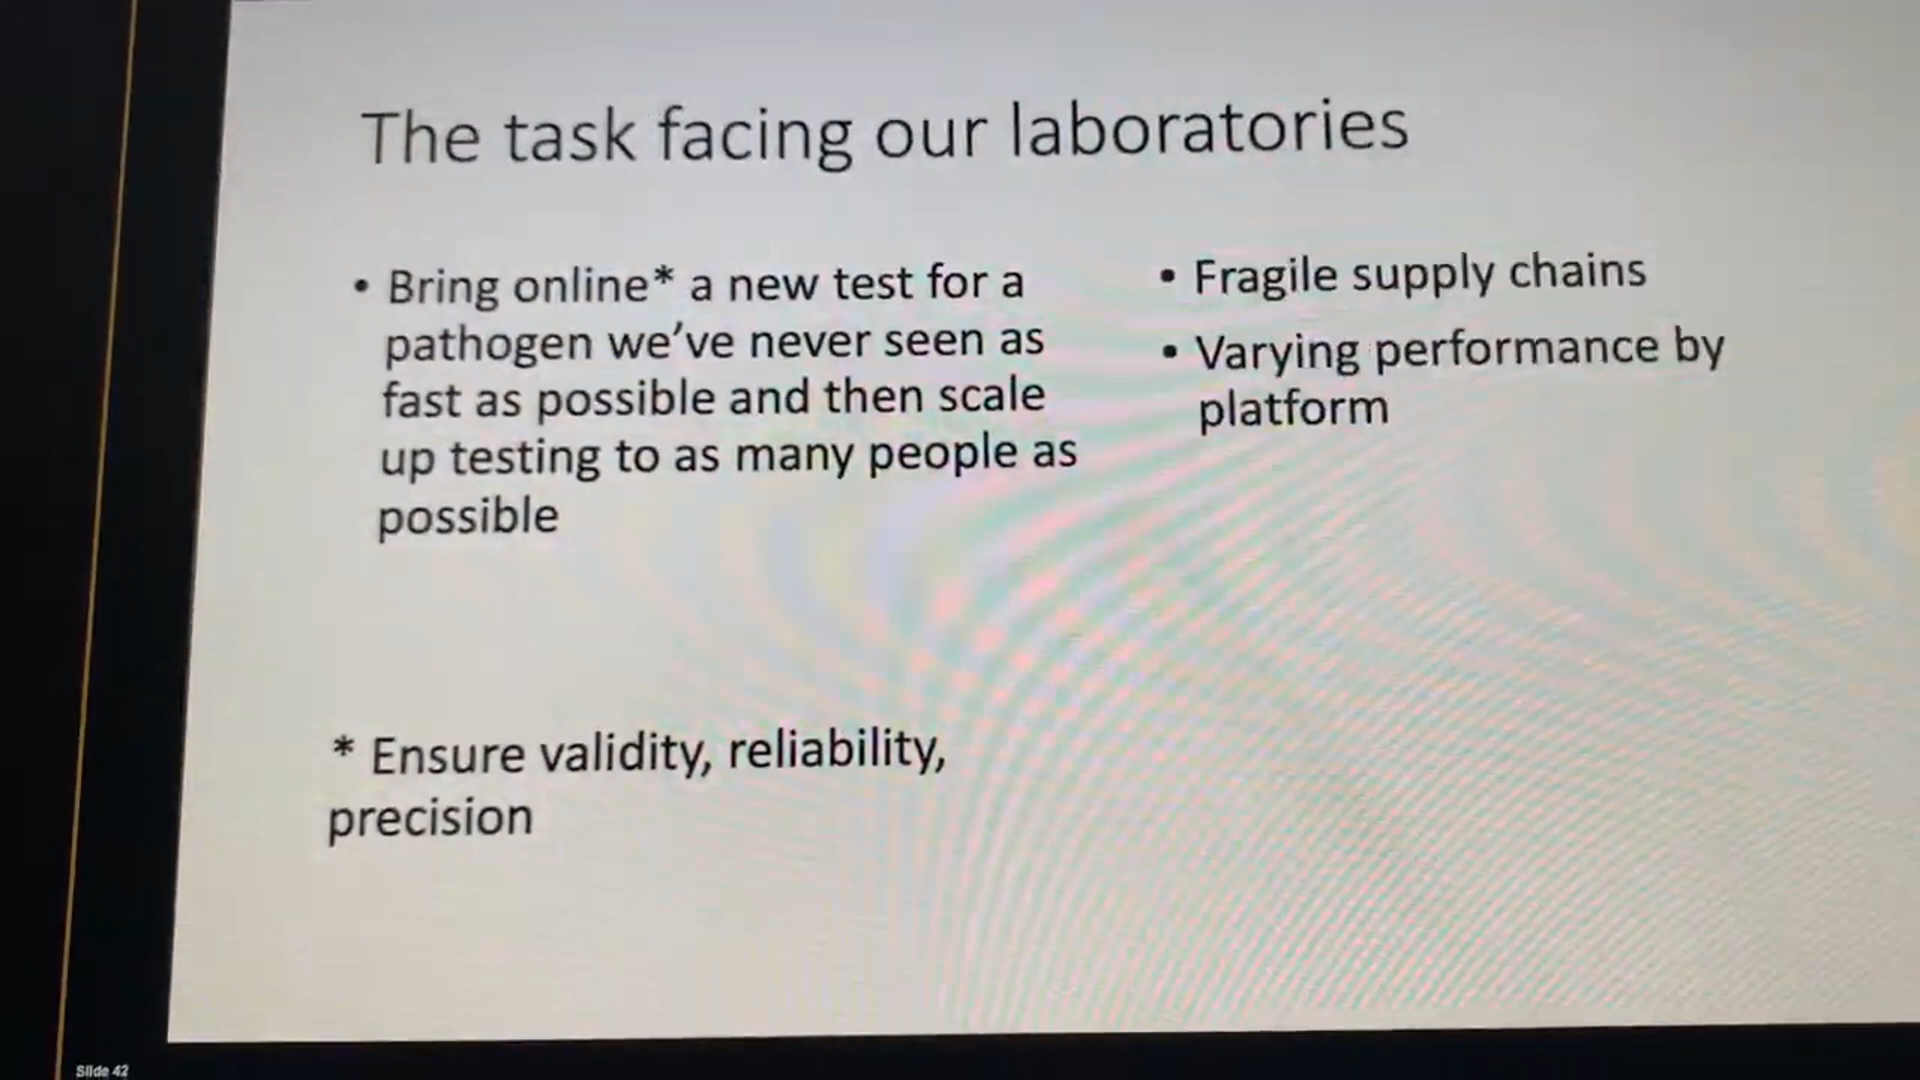 The task facing our laboratories
• Bring online* a new test for a
pathogen we've never seen as
fast as possible and then scale
up testing to as many people as
possible
* Ensure validity, reliability,
precision
• Fragile supply chains
• Varying performance by
platform
Slide 42